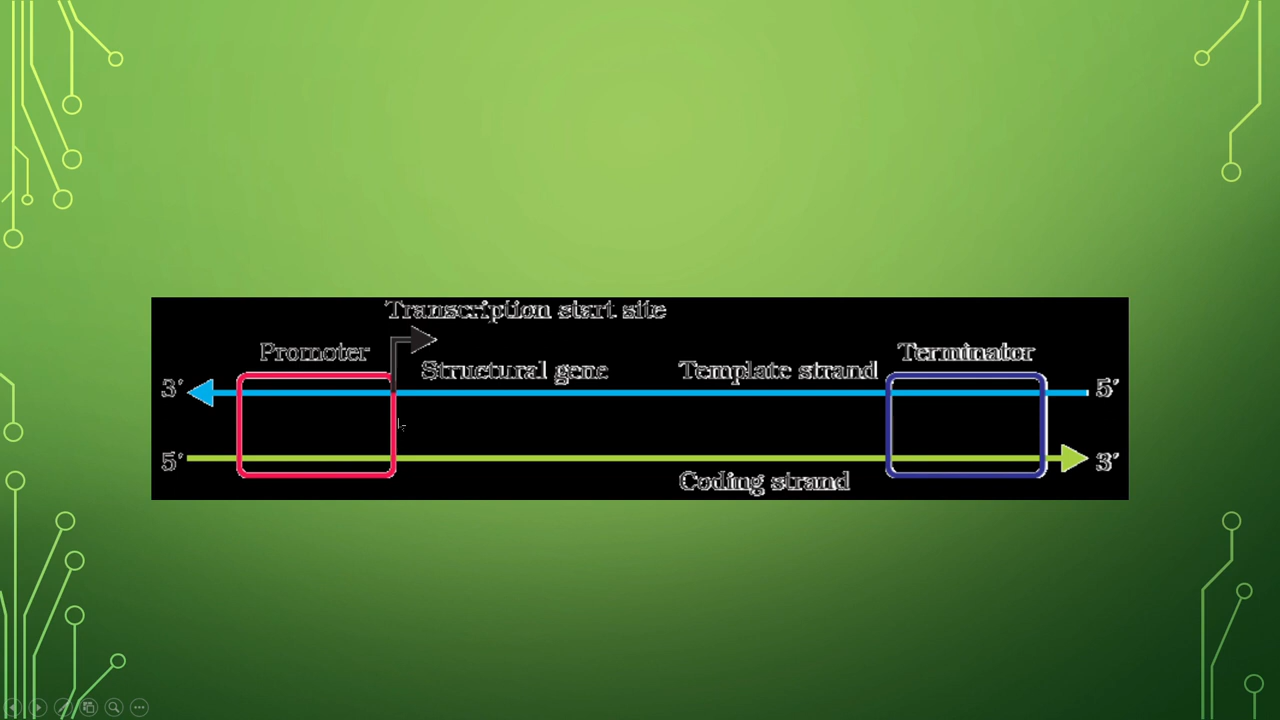 Transcription start site
Promoter
Terminator
Structural gene
Template strand
3′
5′
5′
3′
Coding strand